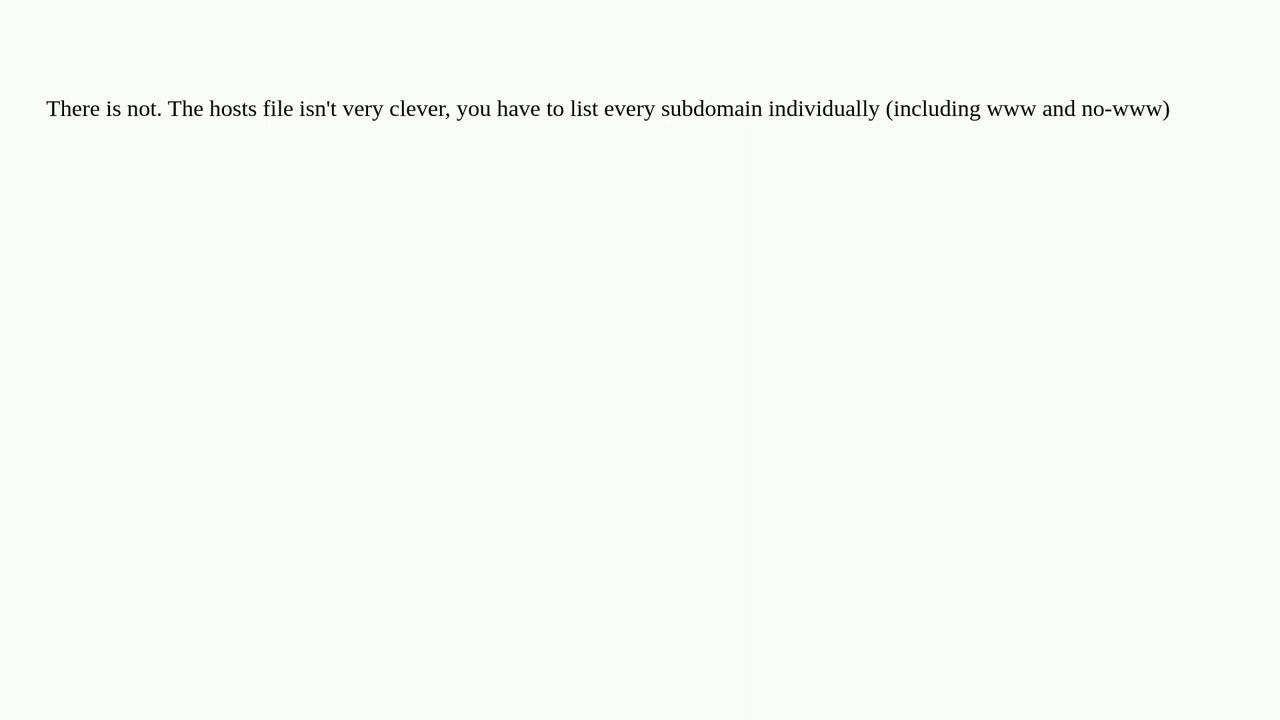 There is not. The hosts file isn't very clever, you have to list every subdomain individually (including www and no-www)